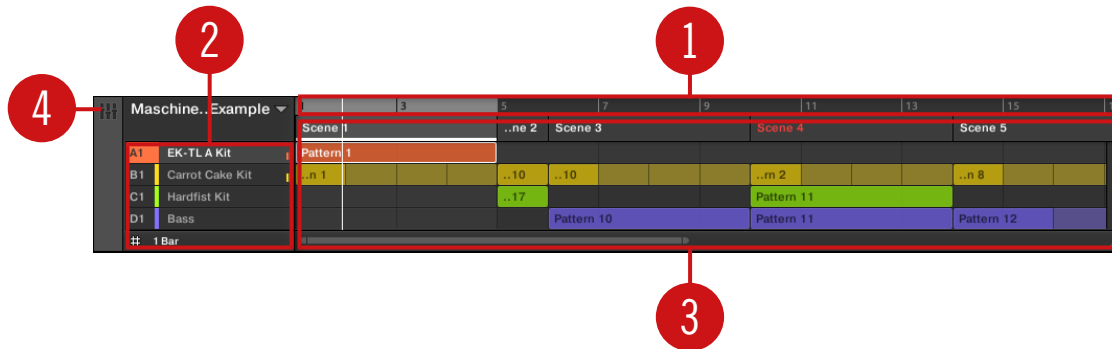 2
1
4
Maschine..Example
1 3 5 7 9 11 13 15
Scene 1 ..ne 2 Scene 3 Scene 4 Scene 5
A1 EK-TL A Kit Pattern 1
B1 Carrot Cake Kit ..n 1 ..10 ..10 ..rn 2 ..n 8
C1 Hardfist Kit ..17 Pattern 11
D1 Bass Pattern 10 Pattern 11 Pattern 12
1 Bar
3